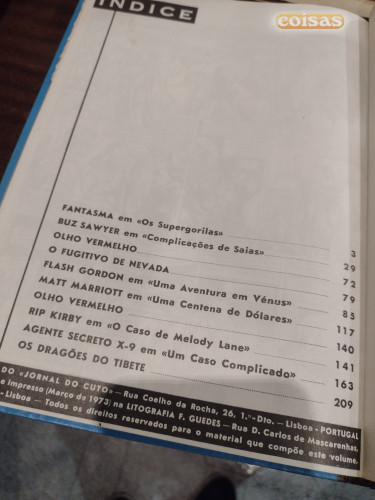 ÍNDICE
coisas
FANTASMA em «Os Supergorilas» 3
BUZ SAWYER em «Complicações de Saias» 29
OLHO VERMELHO 72
O FUGITIVO DE NEVADA 79
FLASH GORDON em «Uma Aventura em Vénus» 85
MATT MARRIOTT em «Uma Centena de Dólares» 117
OLHO VERMELHO 140
RIP KIRBY em «O Caso de Melody Lane» 141
AGENTE SECRETO X-9 em «Um Caso Complicado» 163
OS DRAGÕES DO TIBETE 209
DO «JORNAL DO CUTO» — Rua Coelho da Rocha, 26, 1.º-Dto. — Lisboa - PORTUGAL
e Impresso (Março de 1973) na LITOGRAFIA F. GUEDES — Rua D. Carlos de Mascarenhas,
- Lisboa — Todos os direitos reservados para o material que compõe este volume.